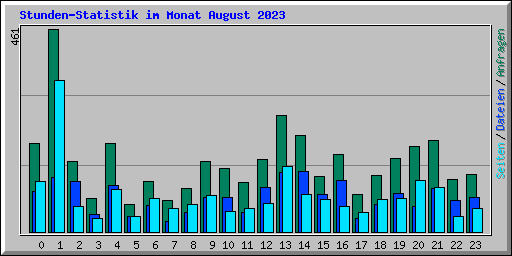 Stunden-Statistik im Monat August 2023
461
Seiten/Dateien/Anfragen
0 1 2 3 4 5 6 7 8 9 10 11 12 13 14 15 16 17 18 19 20 21 22 23